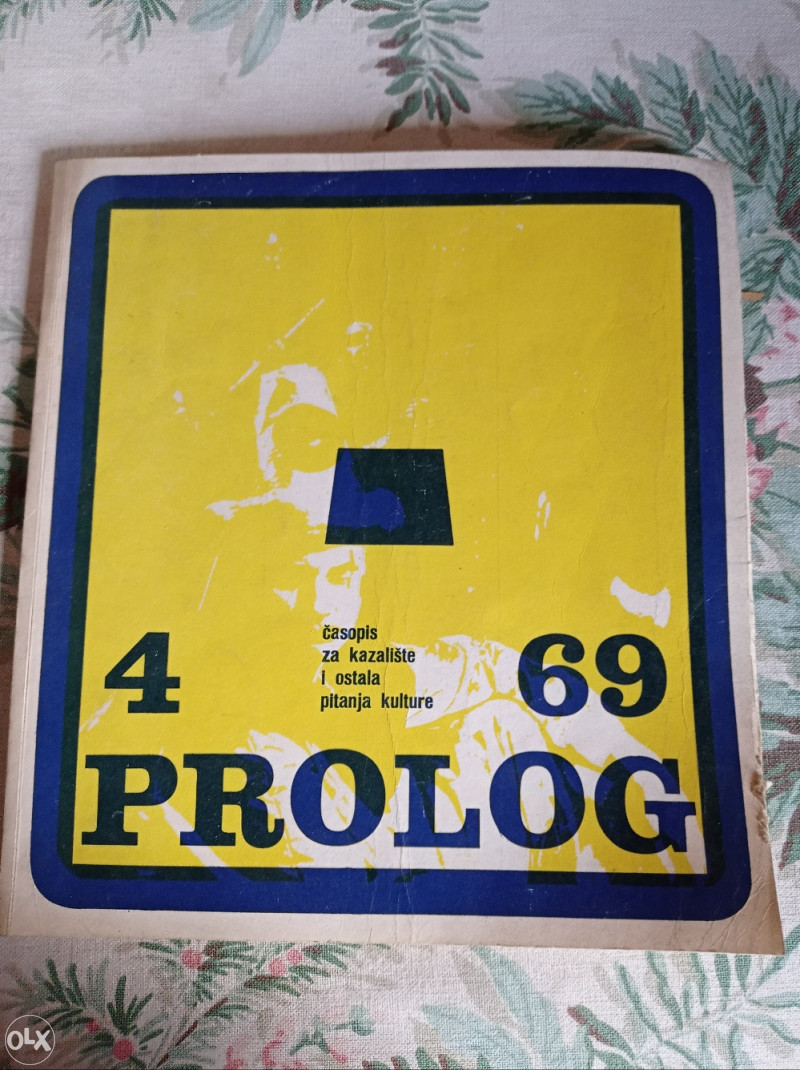 časopis
za kazalište
i ostala
pitanja kulture
4 69
PROLOG
OLX